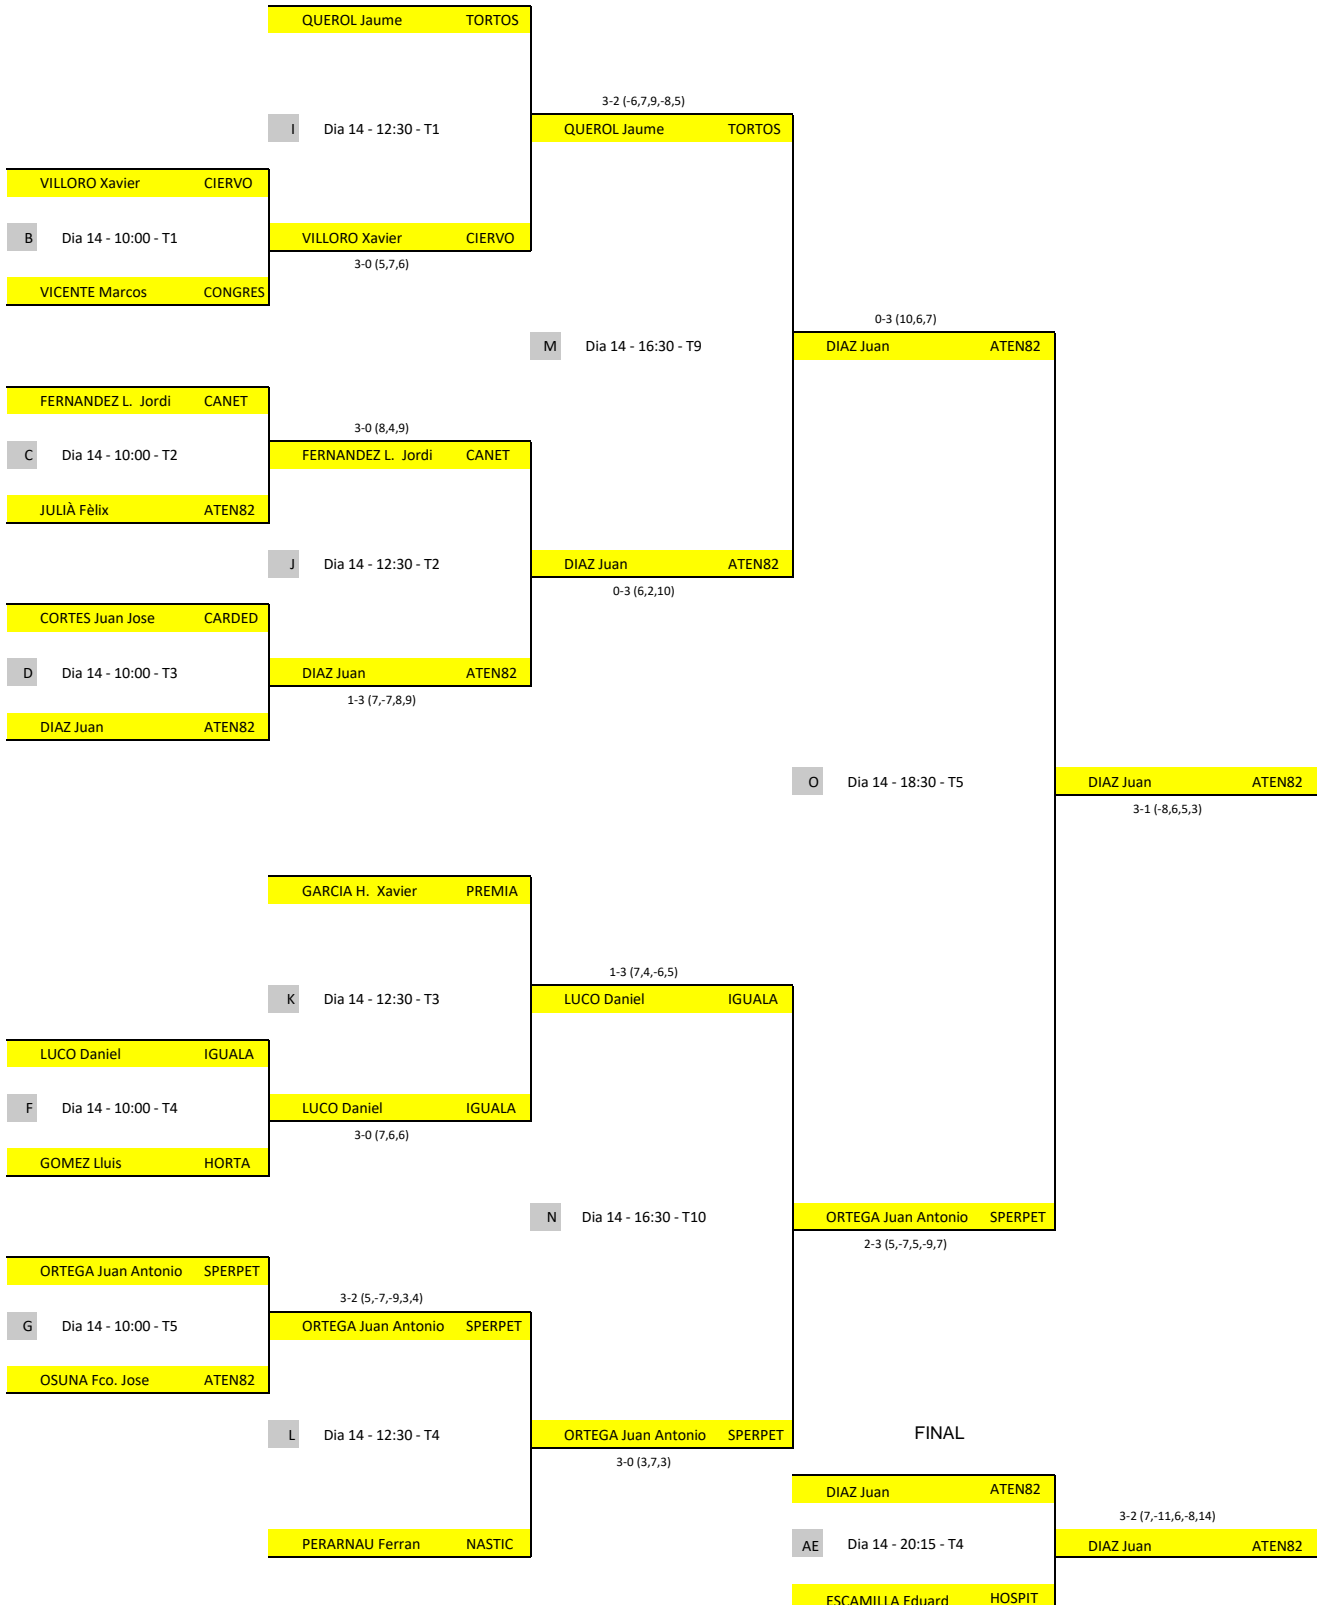 QUEROL Jaume TORTOS
3-2 (-6,7,9,-8,5)
I Dia 14 - 12:30 - T1 QUEROL Jaume TORTOS
VILLORO Xavier CIERVO
B Dia 14 - 10:00 - T1 VILLORO Xavier CIERVO
3-0 (5,7,6)
VICENTE Marcos CONGRES
0-3 (10,6,7)
M Dia 14 - 16:30 - T9 DIAZ Juan ATEN82
FERNANDEZ L. Jordi CANET
3-0 (8,4,9)
C Dia 14 - 10:00 - T2 FERNANDEZ L. Jordi CANET
JULIÀ Fèlix ATEN82
J Dia 14 - 12:30 - T2 DIAZ Juan ATEN82
0-3 (6,2,10)
CORTES Juan Jose CARDED
D Dia 14 - 10:00 - T3 DIAZ Juan ATEN82
1-3 (7,-7,8,9)
DIAZ Juan ATEN82
O Dia 14 - 18:30 - T5 DIAZ Juan ATEN82
3-1 (-8,6,5,3)
GARCIA H. Xavier PREMIA
1-3 (7,4,-6,5)
K Dia 14 - 12:30 - T3 LUCO Daniel IGUALA
LUCO Daniel IGUALA
F Dia 14 - 10:00 - T4 LUCO Daniel IGUALA
3-0 (7,6,6)
GOMEZ Lluis HORTA
N Dia 14 - 16:30 - T10 ORTEGA Juan Antonio SPERPET
2-3 (5,-7,5,-9,7)
ORTEGA Juan Antonio SPERPET
3-2 (5,-7,-9,3,4)
G Dia 14 - 10:00 - T5 ORTEGA Juan Antonio SPERPET
OSUNA Fco. Jose ATEN82
L Dia 14 - 12:30 - T4 ORTEGA Juan Antonio SPERPET FINAL
3-0 (3,7,3)
DIAZ Juan ATEN82
3-2 (7,-11,6,-8,14)
PERARNAU Ferran NASTIC AE Dia 14 - 20:15 - T4 DIAZ Juan ATEN82
ESCAMILLA Eduard HOSPIT